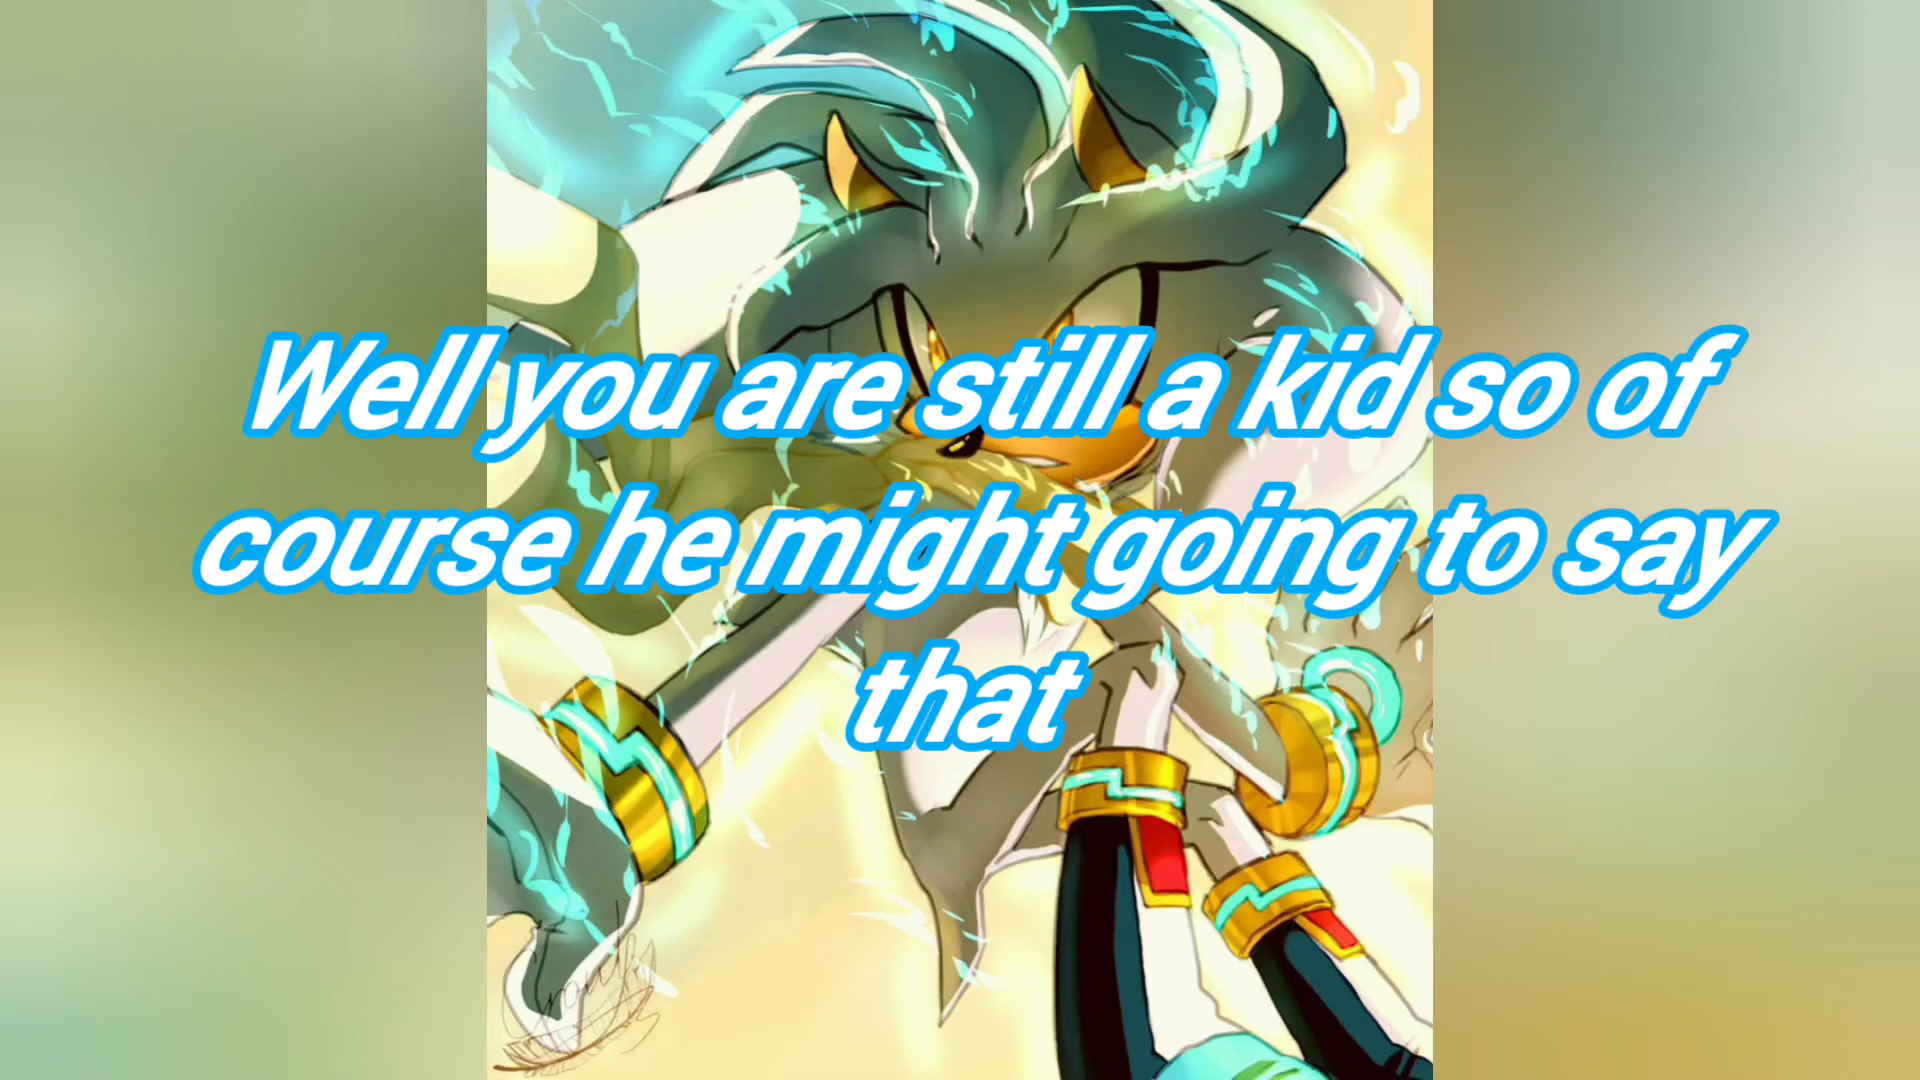 Well you are still a kid so of
course he might going to say
that